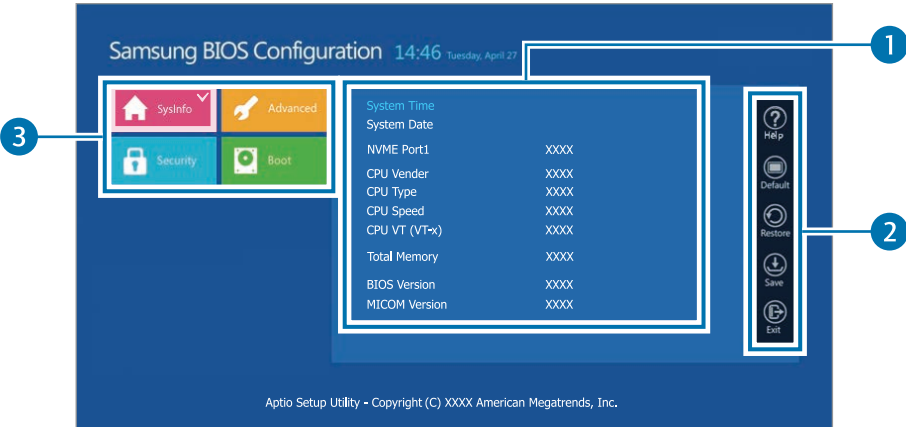 Samsung BIOS Configuration 14:46 Tuesday, April 27
1
SysInfo Advanced
Security Boot
3
System Time
System Date
NVME Port1 XXXX
CPU Vender XXXX
CPU Type XXXX
CPU Speed XXXX
CPU VT (VT-x) XXXX
Total Memory XXXX
BIOS Version XXXX
MICOM Version XXXX
Help
Default
Restore
Save
Exit
2
Aptio Setup Utility - Copyright (C) XXXX American Megatrends, Inc.